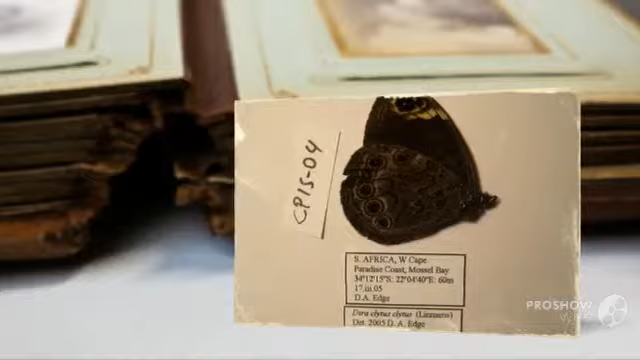 CP15-04
S. AFRICA, W Cape
Paradise Coast, Mossel Bay
34°12'15"S: 22°04'40"E: 60m
17.iii.05
D.A. Edge
Dira clytus clytus (Linnaeus)
Det. 2005 D. A. Edge
PROSHOW